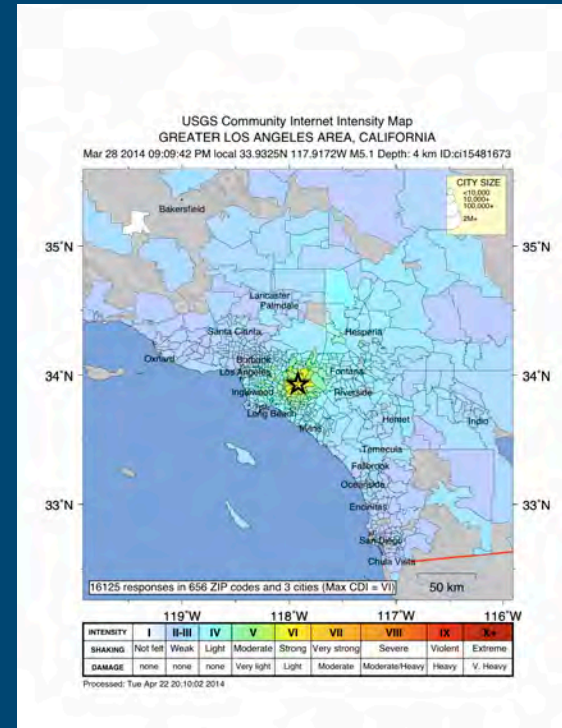 USGS Community Internet Intensity Map
GREATER LOS ANGELES AREA, CALIFORNIA
Mar 28 2014 09:09:42 PM local 33.9325N 117.9172W M5.1 Depth: 4 km ID:ci15481673
CITY SIZE
<10,000
10,000+
100,000+
2M+
Bakersfield
35˚N 35˚N
Lancaster
Palmdale
Santa Clarita Hesperia
Oxnard Burbank
34˚N Los Angeles Fontana 34˚N
Inglewood Riverside
Long Beach
Irvine Hemet Indio
Temecula
Fallbrook
Oceanside
33˚N Encinitas 33˚N
San Diego
Chula Vista
16125 responses in 656 ZIP codes and 3 cities (Max CDI = VI) 50 km
119˚W 118˚W 117˚W 116˚W
INTENSITY I II-III IV V VI VII VIII IX X+
SHAKING Not felt Weak Light Moderate Strong Very strong Severe Violent Extreme
DAMAGE none none none Very light Light Moderate Moderate/Heavy Heavy V. Heavy
Processed: Tue Apr 22 20:10:02 2014